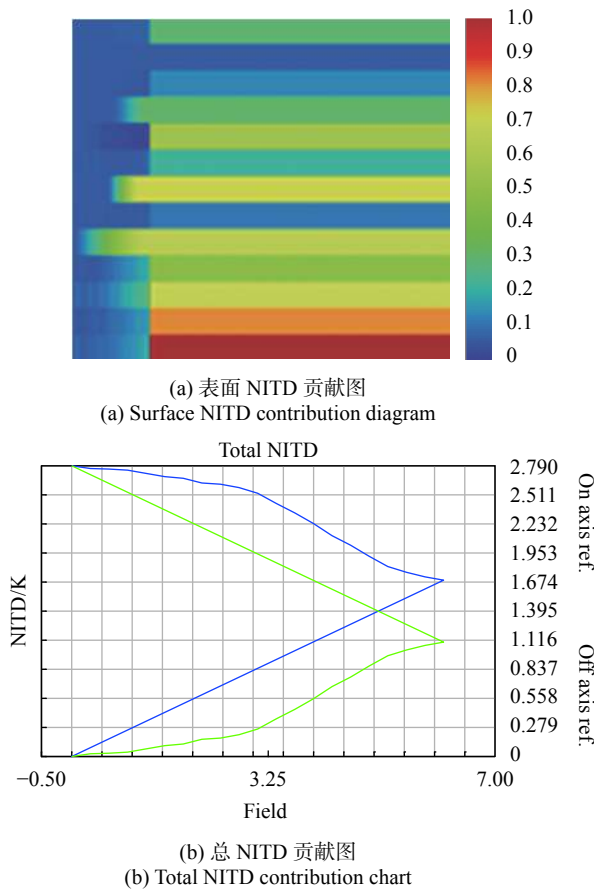 1.0
0.9
0.8
0.7
0.6
0.5
0.4
0.3
0.2
0.1
0
(a) 表面 NITD 贡献图
(a) Surface NITD contribution diagram
Total NITD
NITD/K
2.790
2.511
2.232
1.953
1.674
1.395
1.116
0.837
0.558
0.279
0
On axis ref.
Off axis ref.
−0.50
3.25
7.00
Field
(b) 总 NITD 贡献图
(b) Total NITD contribution chart